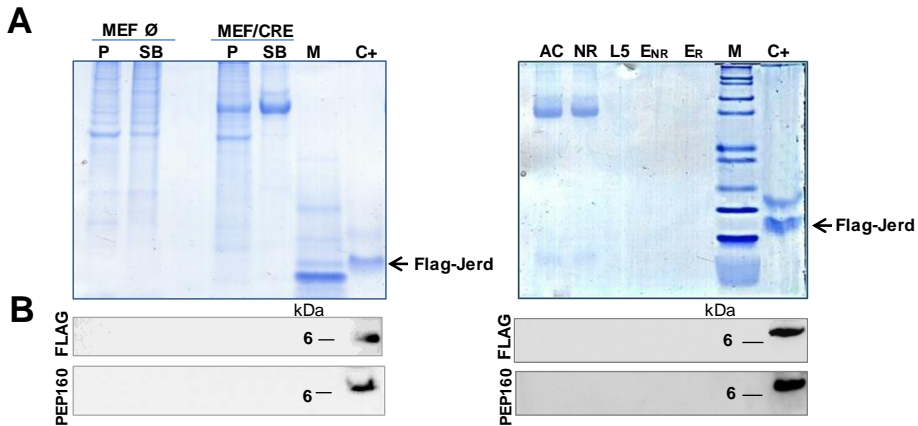 A
MEF Ø MEF/CRE
P SB P SB M C+
Flag-Jerd
AC NR L5 ENR ER M C+
Flag-Jerd
B
kDa
FLAG
6
PEP160
6
kDa
FLAG
6
PEP160
6